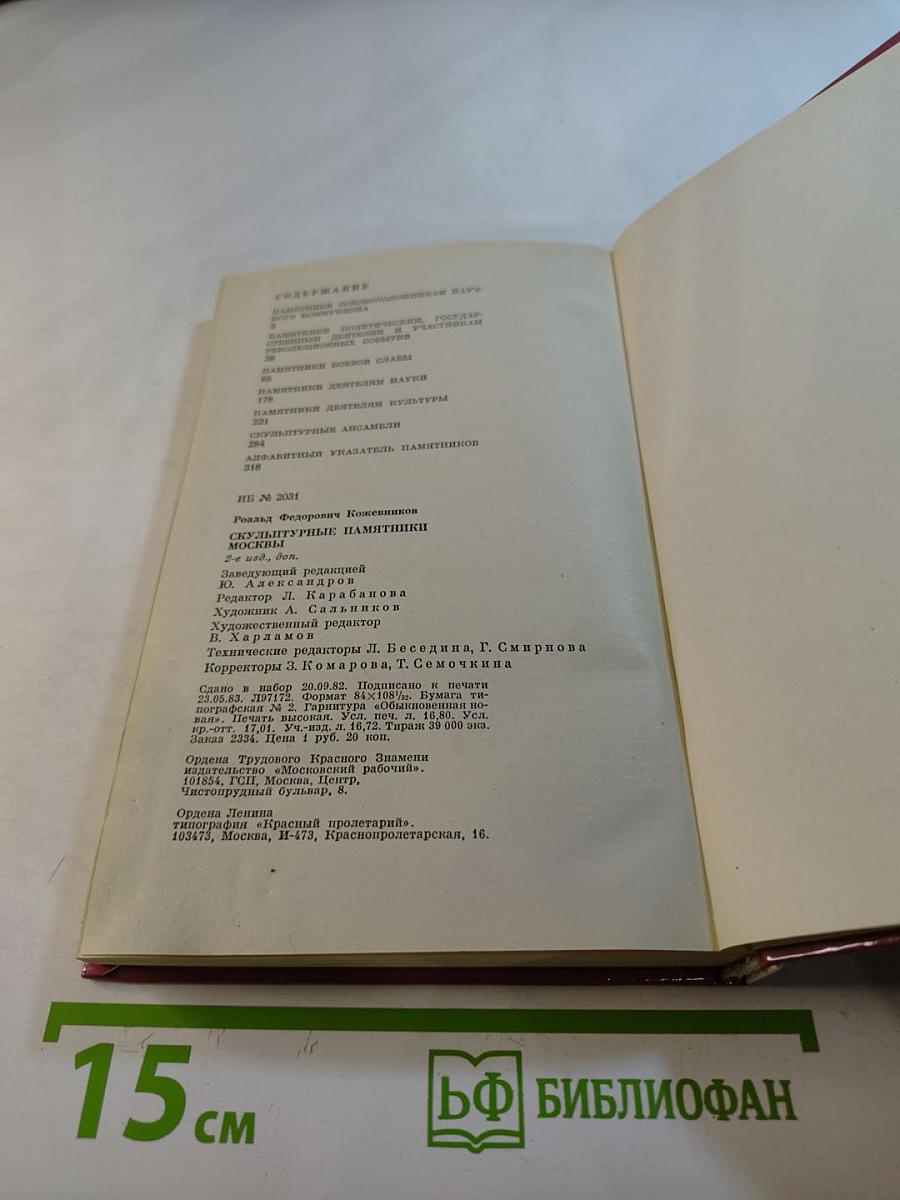 СОДЕРЖАНИЕ
ПАМЯТНИКИ ОСНОВОПОЛОЖНИКАМ НАУЧ-
НОГО КОММУНИЗМА
9
ПАМЯТНИКИ ПОЛИТИЧЕСКИМ, ГОСУДАР-
СТВЕННЫМ ДЕЯТЕЛЯМ И УЧАСТНИКАМ
РЕВОЛЮЦИОННЫХ СОБЫТИЙ
38
ПАМЯТНИКИ БОЕВОЙ СЛАВЫ
85
ПАМЯТНИКИ ДЕЯТЕЛЯМ НАУКИ
178
ПАМЯТНИКИ ДЕЯТЕЛЯМ КУЛЬТУРЫ
221
СКУЛЬПТУРНЫЕ АНСАМБЛИ
284
АЛФАВИТНЫЙ УКАЗАТЕЛЬ ПАМЯТНИКОВ
318
ИБ № 2031
Роальд Федорович Кожевников
СКУЛЬПТУРНЫЕ ПАМЯТНИКИ
МОСКВЫ
2-е изд., доп.
Заведующий редакцией
Ю. Александров
Редактор Л. Карабанова
Художник А. Сальников
Художественный редактор
В. Харламов
Технические редакторы Л. Беседина, Г. Смирнова
Корректоры З. Комарова, Т. Семочкина
Сдано в набор 20.09.82. Подписано к печати
23.05.83. Л97172. Формат 84×108¹/₃₂. Бумага ти-
пографская № 2. Гарнитура «Обыкновенная но-
вая». Печать высокая. Усл. печ. л. 16,80. Усл.
кр.-отт. 17,01. Уч.-изд. л. 16,72. Тираж 39 000 экз.
Заказ 2334. Цена 1 руб. 20 коп.
Ордена Трудового Красного Знамени
издательство «Московский рабочий».
101854, ГСП, Москва, Центр,
Чистопрудный бульвар, 8.
Ордена Ленина
типография «Красный пролетарий».
103473, Москва, И-473, Краснопролетарская, 16.
15 см
БФ БИБЛИОФАН